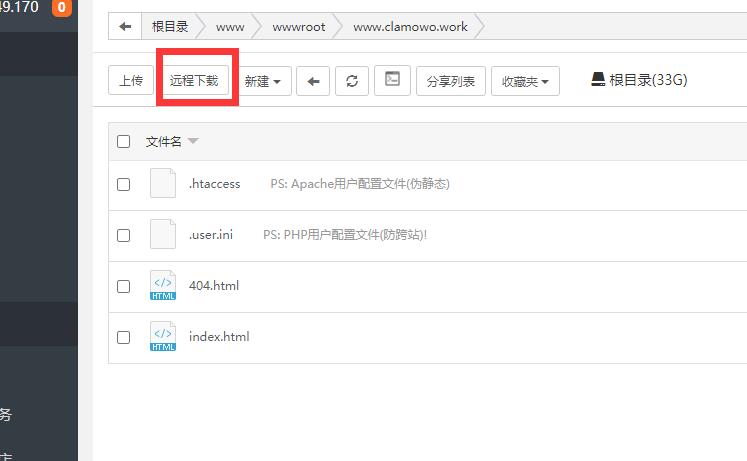 49.170 0
根目录 www wwwroot www.clamowo.work
上传 远程下载 新建 分享列表 收藏夹 根目录(33G)
文件名
.htaccess PS: Apache用户配置文件(伪静态)
.user.ini PS: PHP用户配置文件(防跨站)!
HTML 404.html
HTML index.html
务